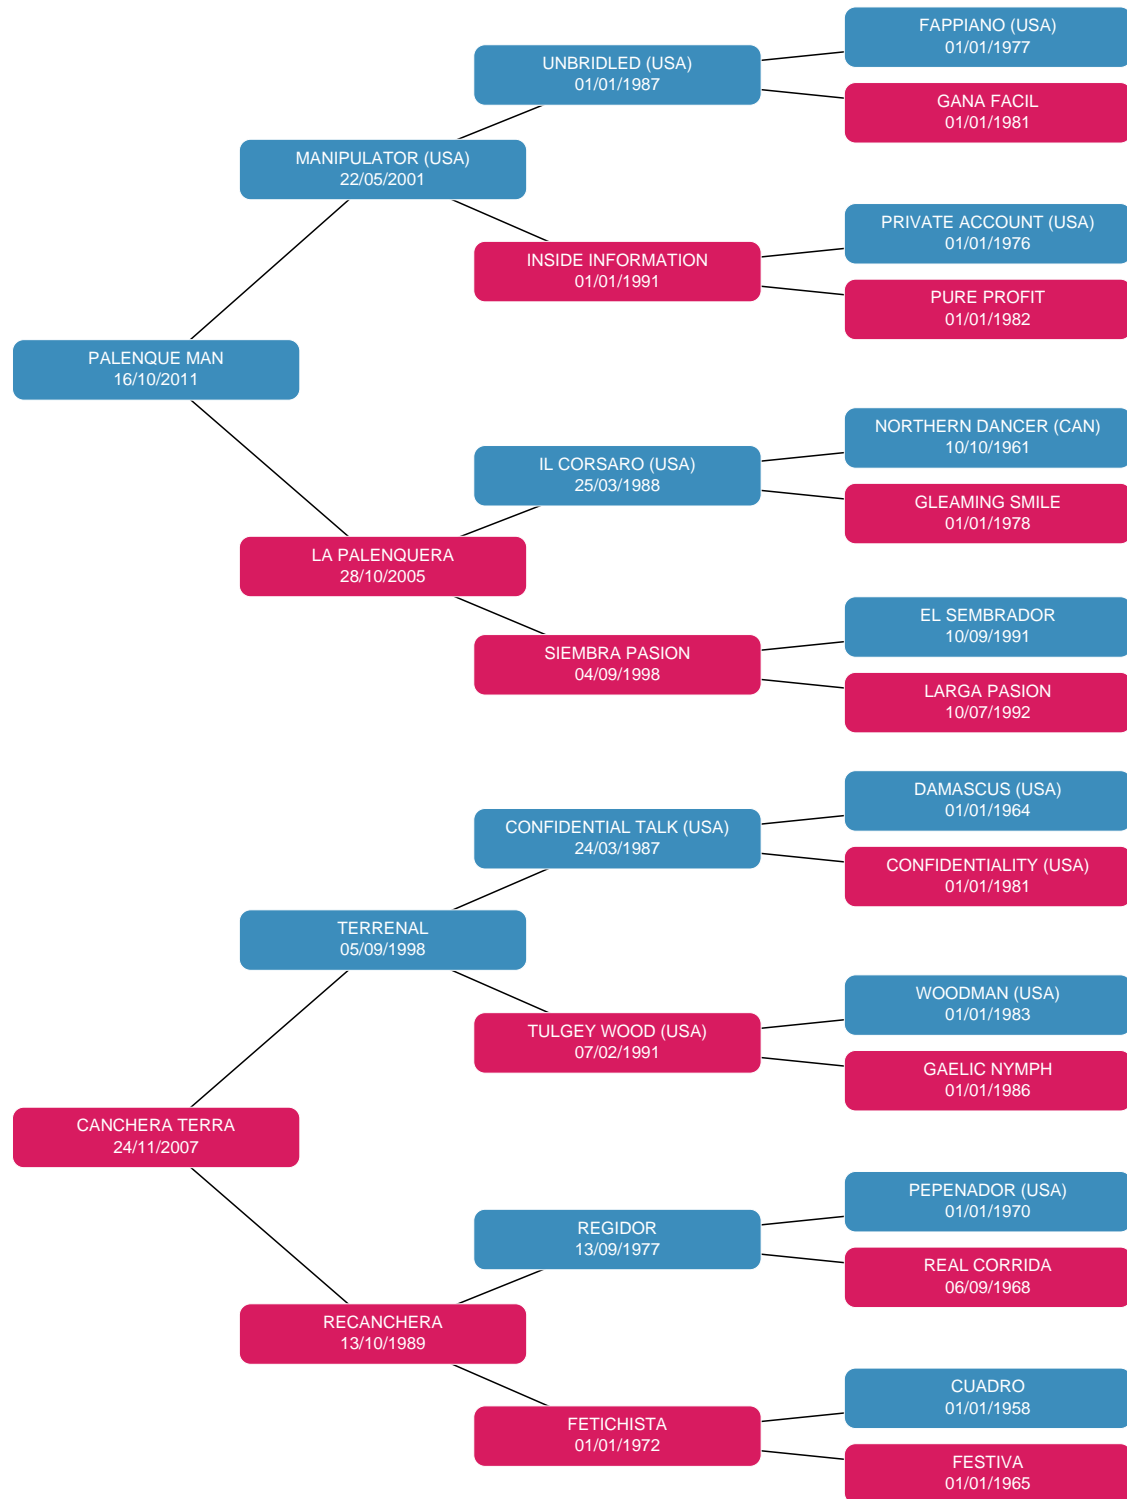 FAPPIANO (USA)
01/01/1977
UNBRIDLED (USA)
01/01/1987
GANA FACIL
01/01/1981
MANIPULATOR (USA)
22/05/2001
PRIVATE ACCOUNT (USA)
01/01/1976
INSIDE INFORMATION
01/01/1991
PURE PROFIT
01/01/1982
PALENQUE MAN
16/10/2011
NORTHERN DANCER (CAN)
10/10/1961
IL CORSARO (USA)
25/03/1988
GLEAMING SMILE
01/01/1978
LA PALENQUERA
28/10/2005
EL SEMBRADOR
10/09/1991
SIEMBRA PASION
04/09/1998
LARGA PASION
10/07/1992
DAMASCUS (USA)
01/01/1964
CONFIDENTIAL TALK (USA)
24/03/1987
CONFIDENTIALITY (USA)
01/01/1981
TERRENAL
05/09/1998
WOODMAN (USA)
01/01/1983
TULGEY WOOD (USA)
07/02/1991
GAELIC NYMPH
01/01/1986
CANCHERA TERRA
24/11/2007
PEPENADOR (USA)
01/01/1970
REGIDOR
13/09/1977
REAL CORRIDA
06/09/1968
RECANCHERA
13/10/1989
CUADRO
01/01/1958
FETICHISTA
01/01/1972
FESTIVA
01/01/1965